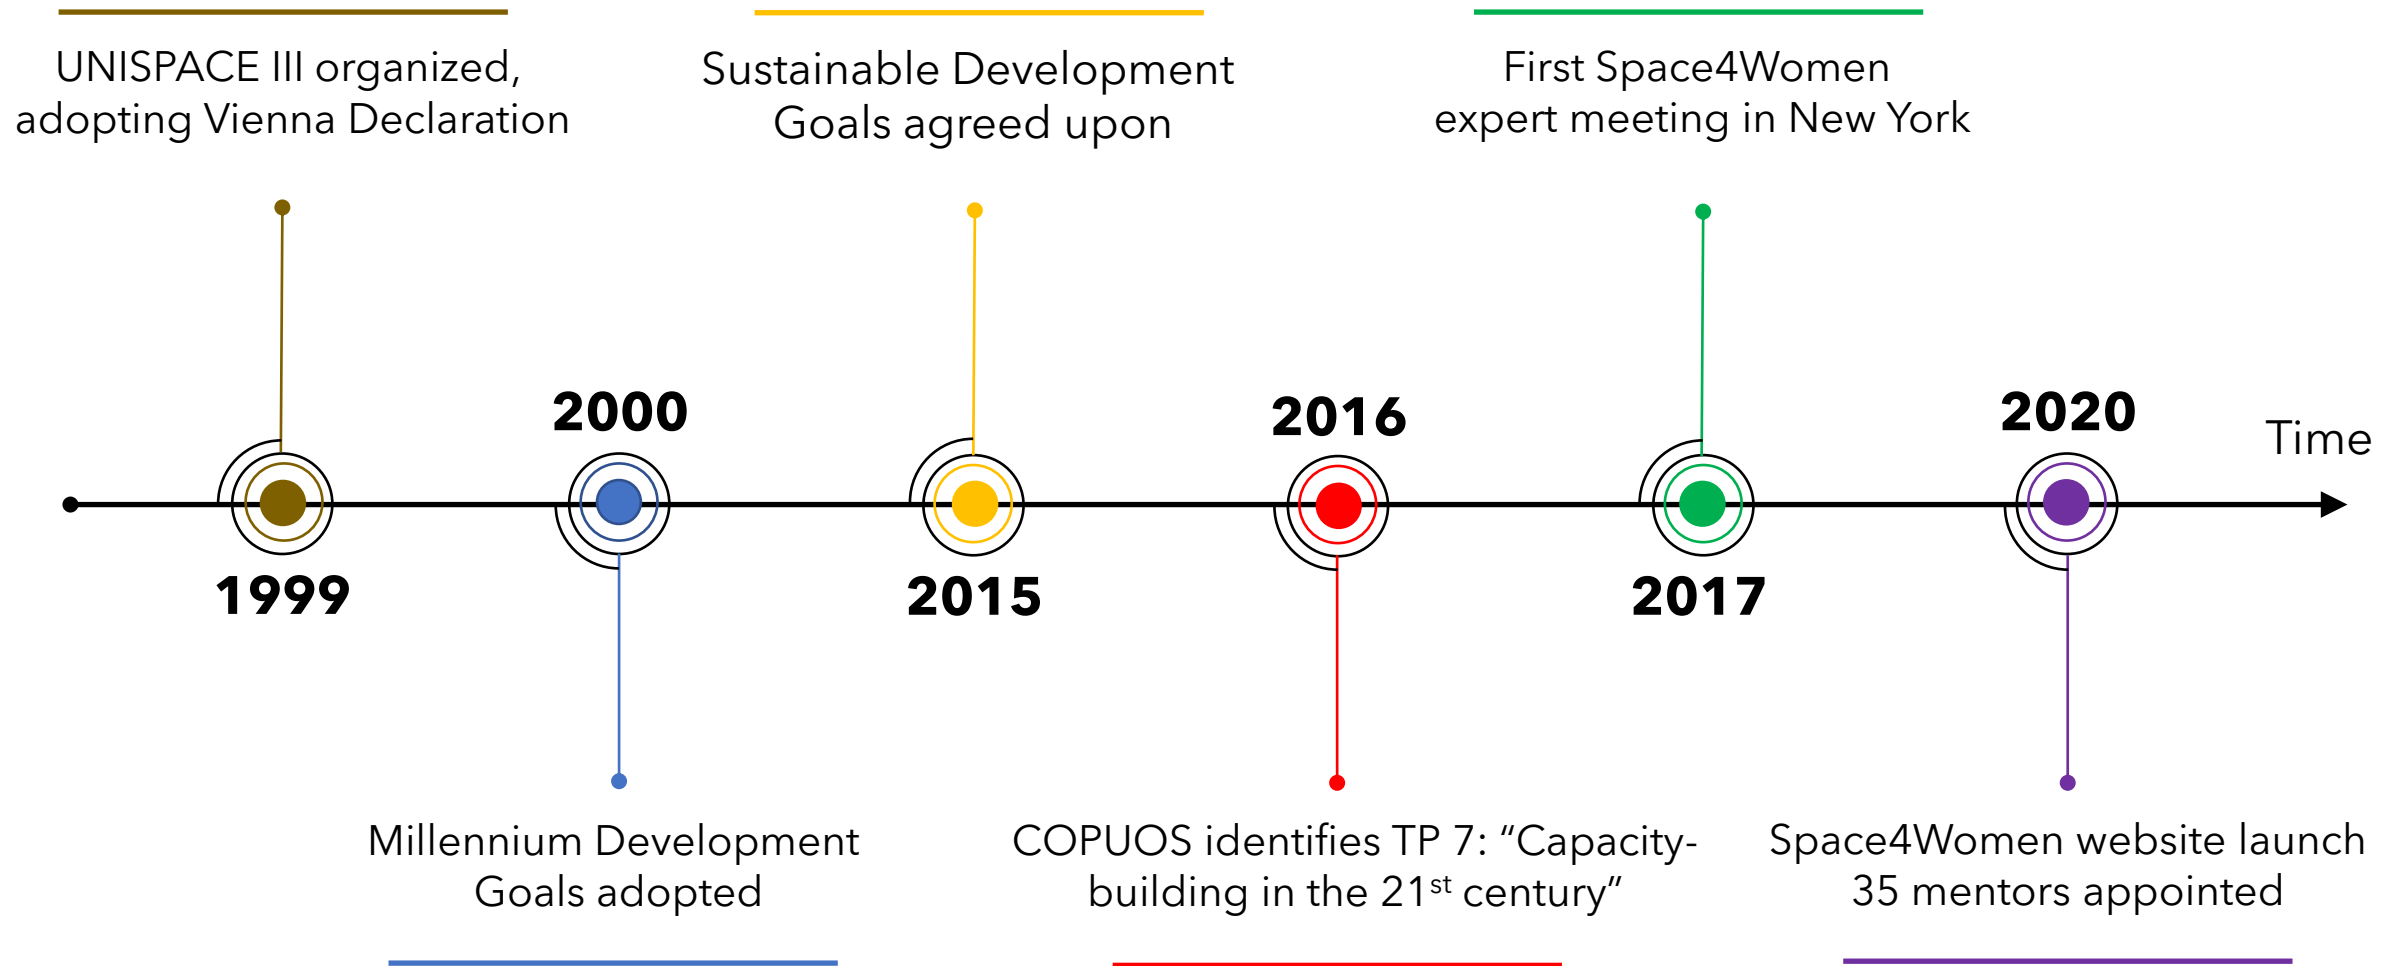 UNISPACE III organized,
adopting Vienna Declaration
Sustainable Development
Goals agreed upon
First Space4Women
expert meeting in New York
2000
2016
2020
Time
1999
2015
2017
Millennium Development
Goals adopted
COPUOS identifies TP 7: “Capacity-
building in the 21st century”
Space4Women website launch
35 mentors appointed